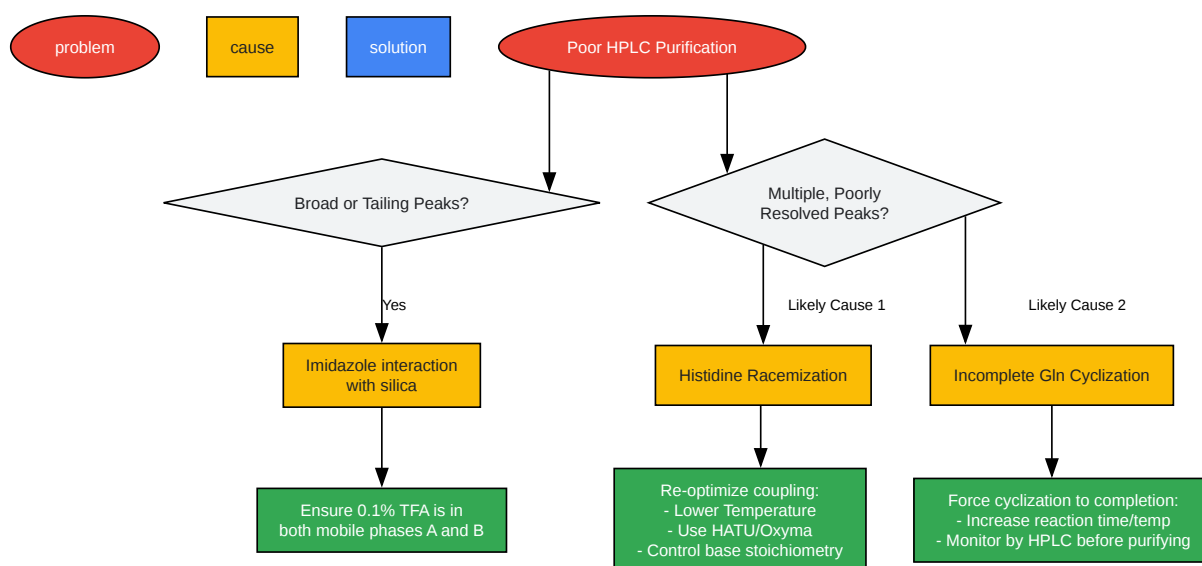 problem
cause
solution
Poor HPLC Purification
Broad or Tailing Peaks?
Multiple, Poorly
Resolved Peaks?
Yes
Likely Cause 1
Likely Cause 2
Imidazole interaction
with silica
Histidine Racemization
Incomplete Gln Cyclization
Ensure 0.1% TFA is in
both mobile phases A and B
Re-optimize coupling:
- Lower Temperature
- Use HATU/Oxyma
- Control base stoichiometry
Force cyclization to completion:
- Increase reaction time/temp
- Monitor by HPLC before purifying